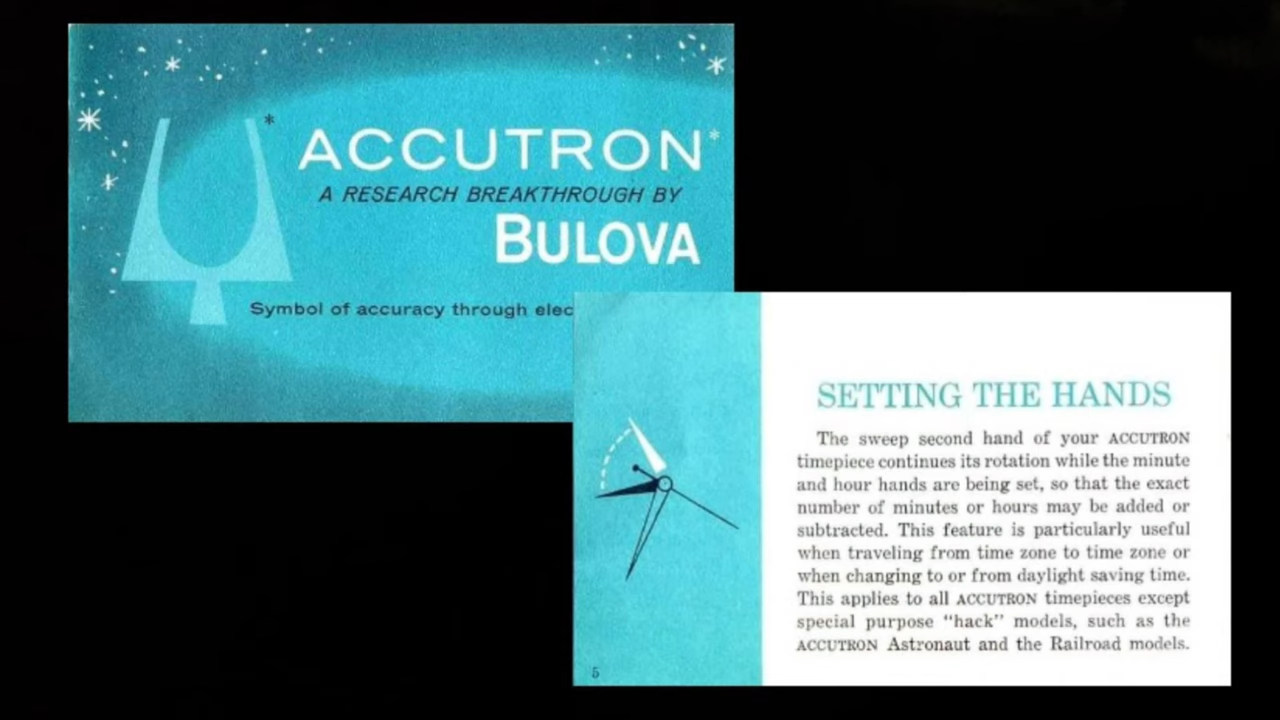 *
ACCUTRON*
A RESEARCH BREAKTHROUGH BY
BULOVA
Symbol of accuracy through
SETTING THE HANDS
The sweep second hand of your ACCUTRON
timepiece continues its rotation while the minute
and hour hands are being set, so that the exact
number of minutes or hours may be added or
subtracted. This feature is particularly useful
when traveling from time zone to time zone or
when changing to or from daylight saving time.
This applies to all ACCUTRON timepieces except
special purpose “hack” models, such as the
ACCUTRON Astronaut and the Railroad models.
5